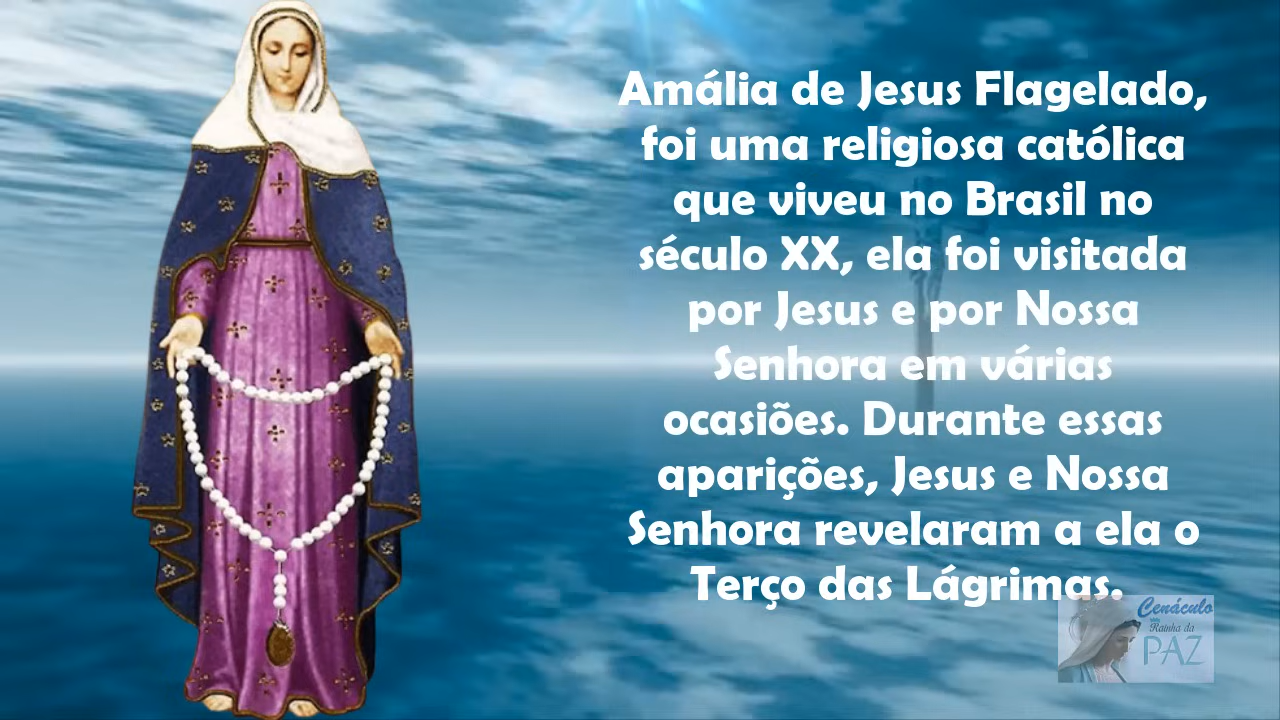 Amália de Jesus Flagelado,
foi uma religiosa católica
que viveu no Brasil no
século XX, ela foi visitada
por Jesus e por Nossa
Senhora em várias
ocasiões. Durante essas
aparições, Jesus e Nossa
Senhora revelaram a ela o
Terço das Lágrimas.
Cenáculo
Rainha da
PAZ